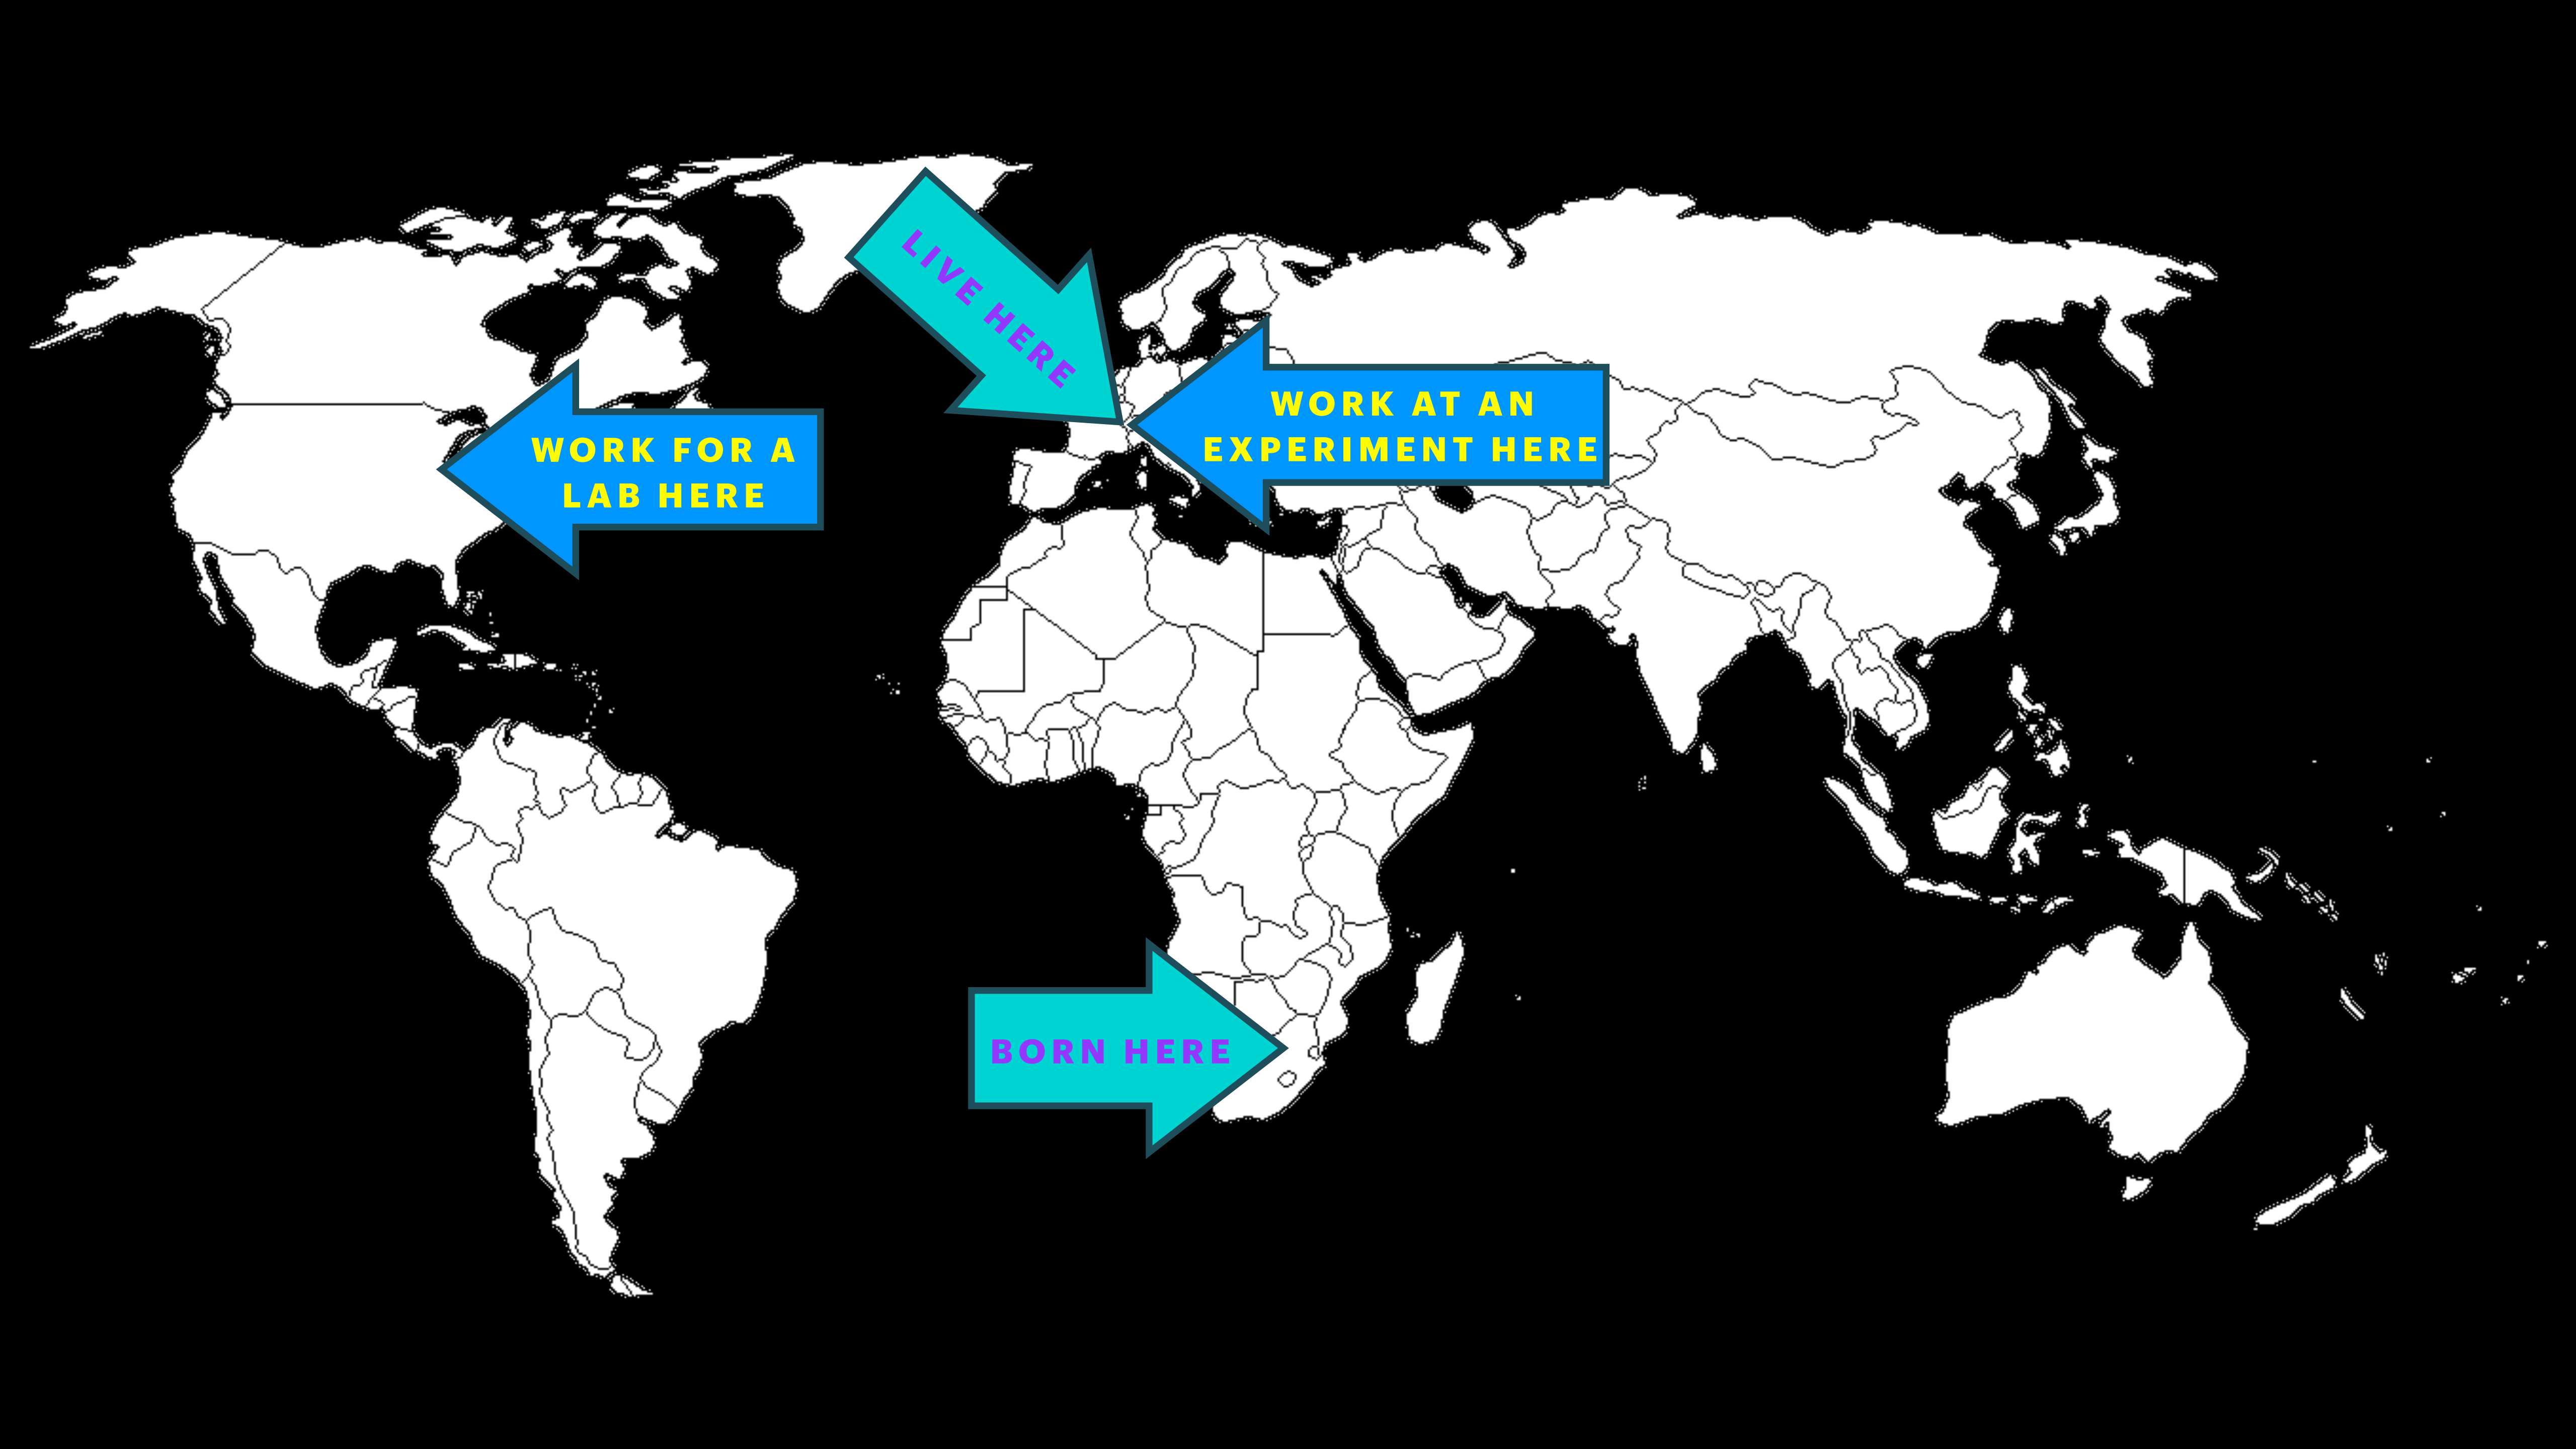 LIVE HERE
WORK AT AN
EXPERIMENT HERE
WORK FOR A
LAB HERE
BORN HERE